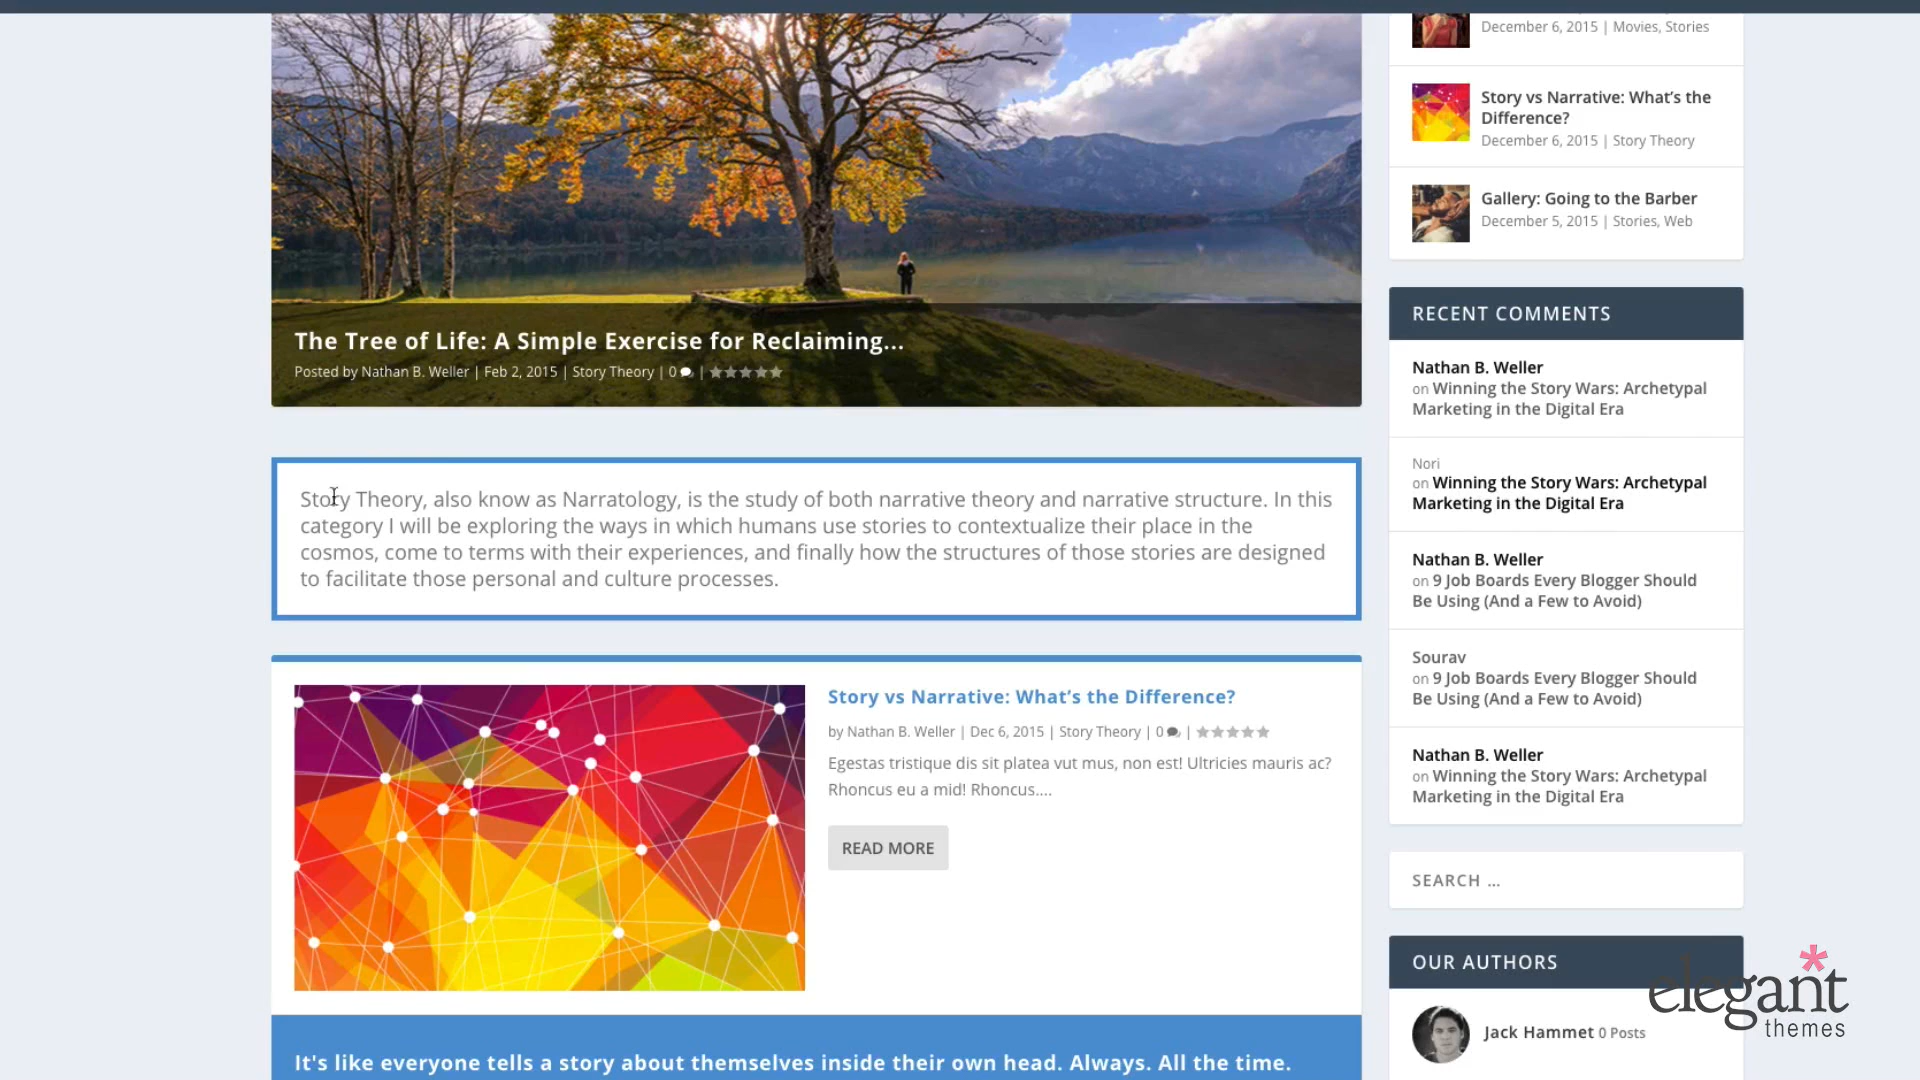 The Tree of Life: A Simple Exercise for Reclaiming...
Posted by Nathan B. Weller | Feb 2, 2015 | Story Theory | 0 |
Story Theory, also know as Narratology, is the study of both narrative theory and narrative structure. In this
category I will be exploring the ways in which humans use stories to contextualize their place in the
cosmos, come to terms with their experiences, and finally how the structures of those stories are designed
to facilitate those personal and culture processes.
Story vs Narrative: What’s the Difference?
by Nathan B. Weller | Dec 6, 2015 | Story Theory | 0 |
Egestas tristique dis sit platea vut mus, non est! Ultricies mauris ac?
Rhoncus eu a mid! Rhoncus....
READ MORE
It's like everyone tells a story about themselves inside their own head. Always. All the time.
December 6, 2015 | Movies, Stories
Story vs Narrative: What’s the
Difference?
December 6, 2015 | Story Theory
Gallery: Going to the Barber
December 5, 2015 | Stories, Web
RECENT COMMENTS
Nathan B. Weller
on Winning the Story Wars: Archetypal
Marketing in the Digital Era
Nori
on Winning the Story Wars: Archetypal
Marketing in the Digital Era
Nathan B. Weller
on 9 Job Boards Every Blogger Should
Be Using (And a Few to Avoid)
Sourav
on 9 Job Boards Every Blogger Should
Be Using (And a Few to Avoid)
Nathan B. Weller
on Winning the Story Wars: Archetypal
Marketing in the Digital Era
SEARCH …
OUR AUTHORS
Jack Hammet 0 Posts
elegant
themes